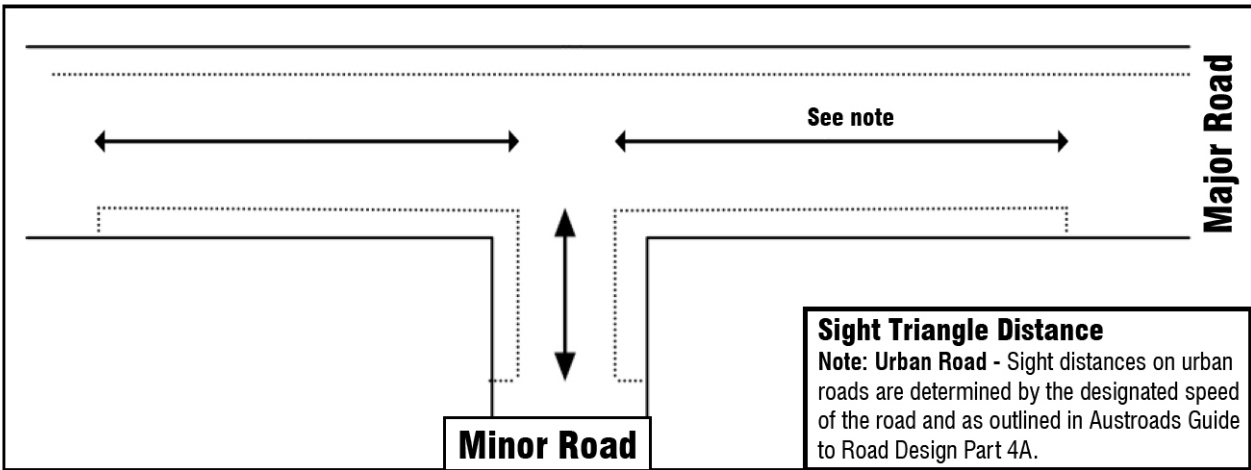 See note
Major Road
Sight Triangle Distance
Note: Urban Road - Sight distances on urban
roads are determined by the designated speed
of the road and as outlined in Austroads Guide
to Road Design Part 4A.
Minor Road